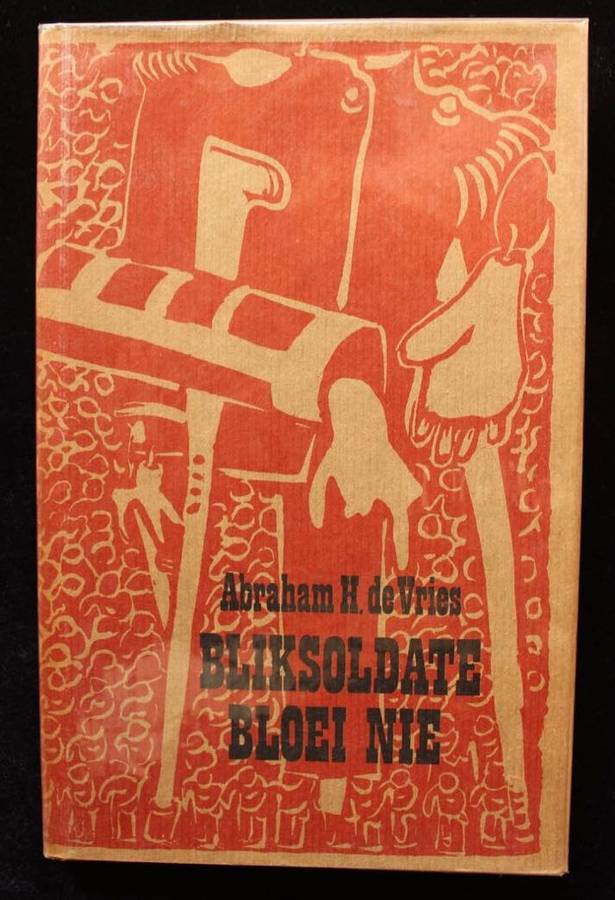 Abraham H. de Vries
BLIKSOLDATE
BLOEI NIE